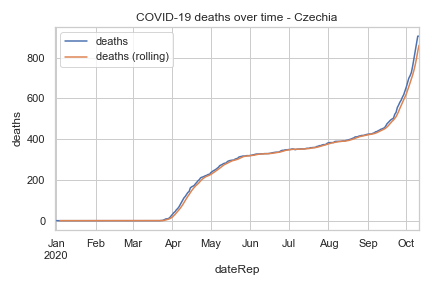 COVID-19 deaths over time - Czechia
deaths
deaths (rolling)
800
600
400
200
0
deaths
Jan Feb Mar Apr May Jun Jul Aug Sep Oct
2020
dateRep